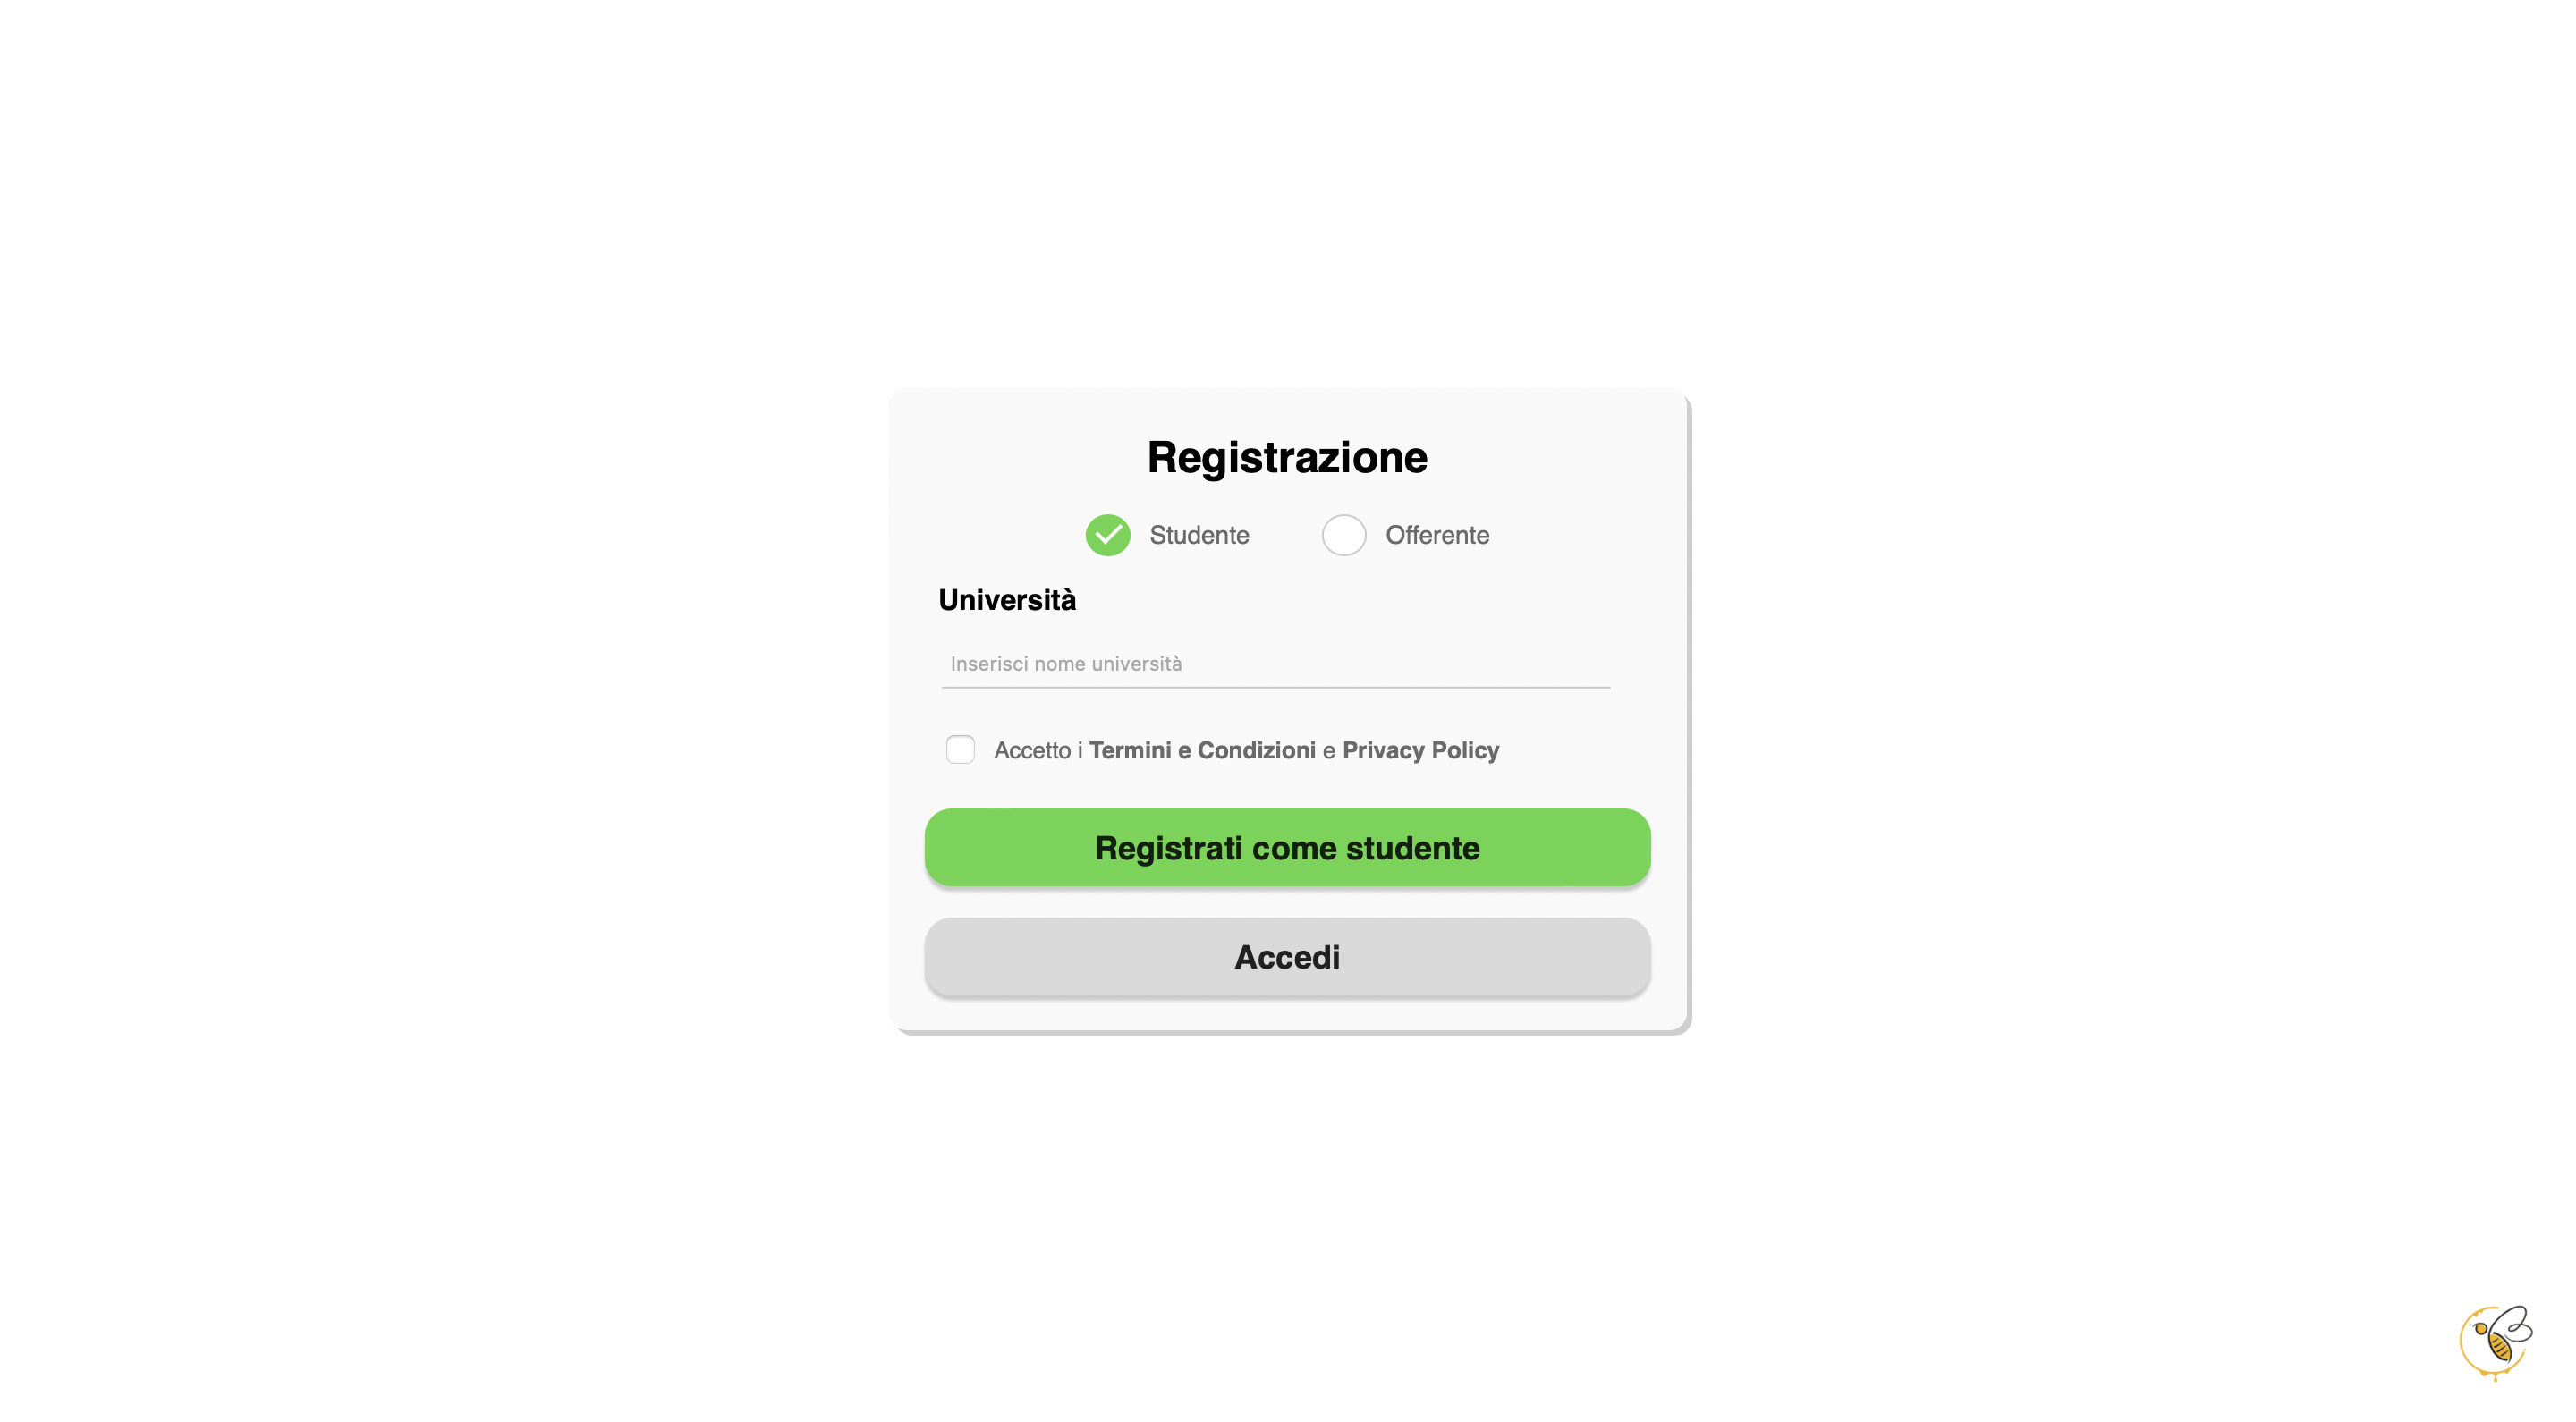 Registrazione
Studente Offerente
Università
Inserisci nome università
Accetto i Termini e Condizioni e Privacy Policy
Registrati come studente
Accedi